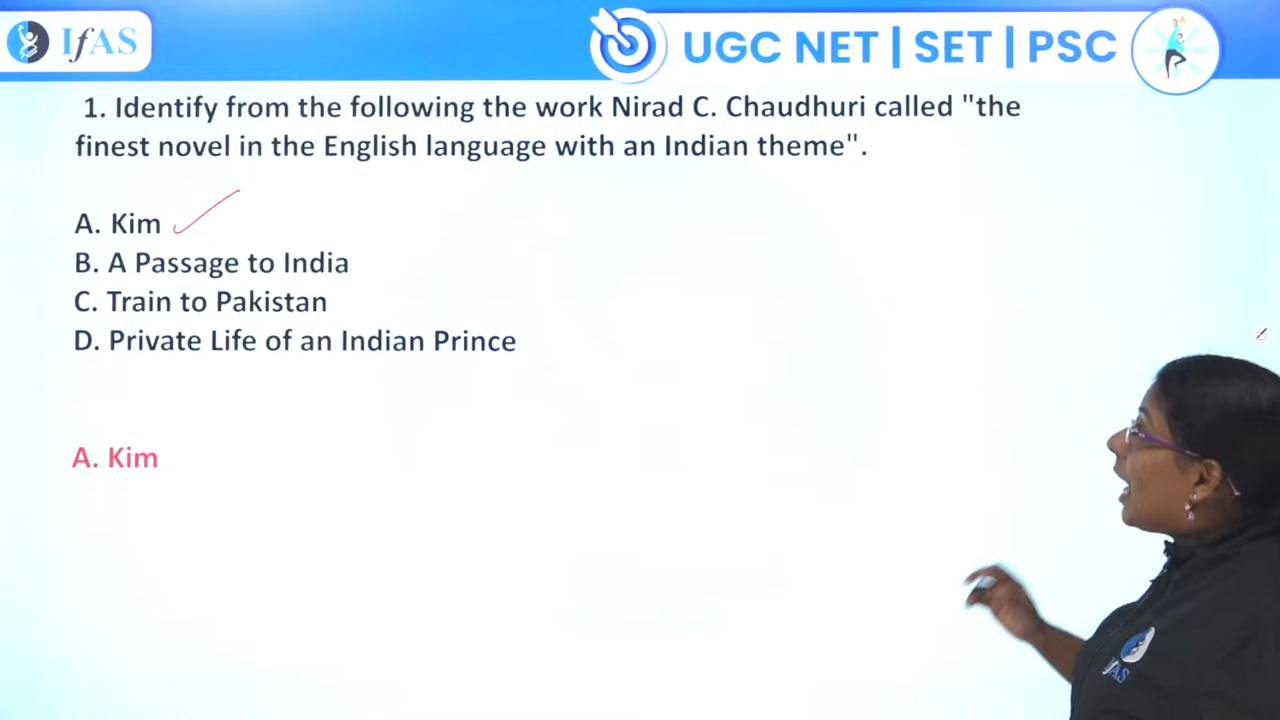 IfAS
UGC NET | SET | PSC
1. Identify from the following the work Nirad C. Chaudhuri called "the
finest novel in the English language with an Indian theme".
A. Kim
B. A Passage to India
C. Train to Pakistan
D. Private Life of an Indian Prince
A. Kim
IfAS